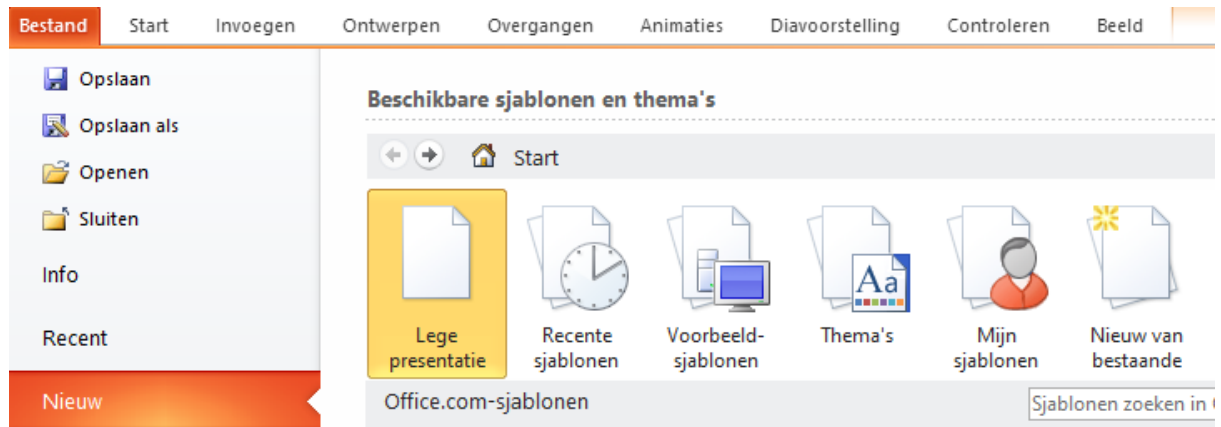 Bestand Start Invoegen Ontwerpen Overgangen Animaties Diavoorstelling Controleren Beeld
Opslaan
Opslaan als
Openen
Sluiten
Info
Recent
Nieuw
Beschikbare sjablonen en thema's
Start
Lege
presentatie
Recente
sjablonen
Voorbeeld-
sjablonen
Aa
Thema's
Mijn
sjablonen
Nieuw van
bestaande
Office.com-sjablonen
Sjablonen zoeken in